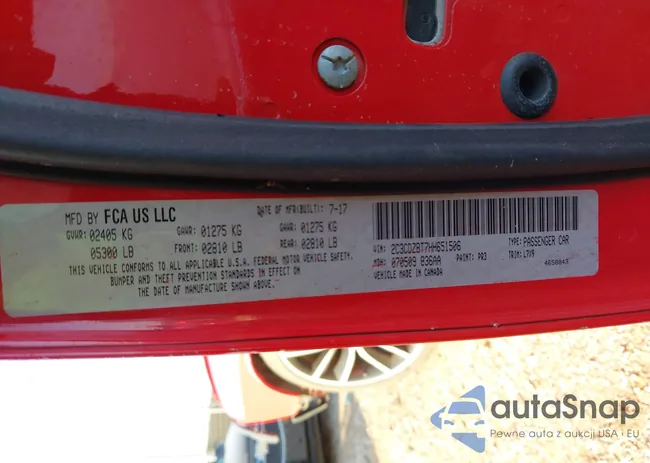 MFD BY FCA US LLC DATE OF MFR(BUILT): 7-17
GVWR: 02405 KG GAWR: 01275 KG GAWR: 01275 KG
05300 LB FRONT: 02810 LB REAR: 02810 LB
THIS VEHICLE CONFORMS TO ALL APPLICABLE U.S.A. FEDERAL MOTOR VEHICLE SAFETY,
BUMPER AND THEFT PREVENTION STANDARDS IN EFFECT ON
THE DATE OF MANUFACTURE SHOWN ABOVE.
VIN: 2C3CDZBT7HH651506 TYPE: PASSENGER CAR
MDH: 070509 036AA PAINT: PR3 TRIM: L7X9
VEHICLE MADE IN CANADA 4658843
autaSnap
Pewne auta z aukcji USA i EU